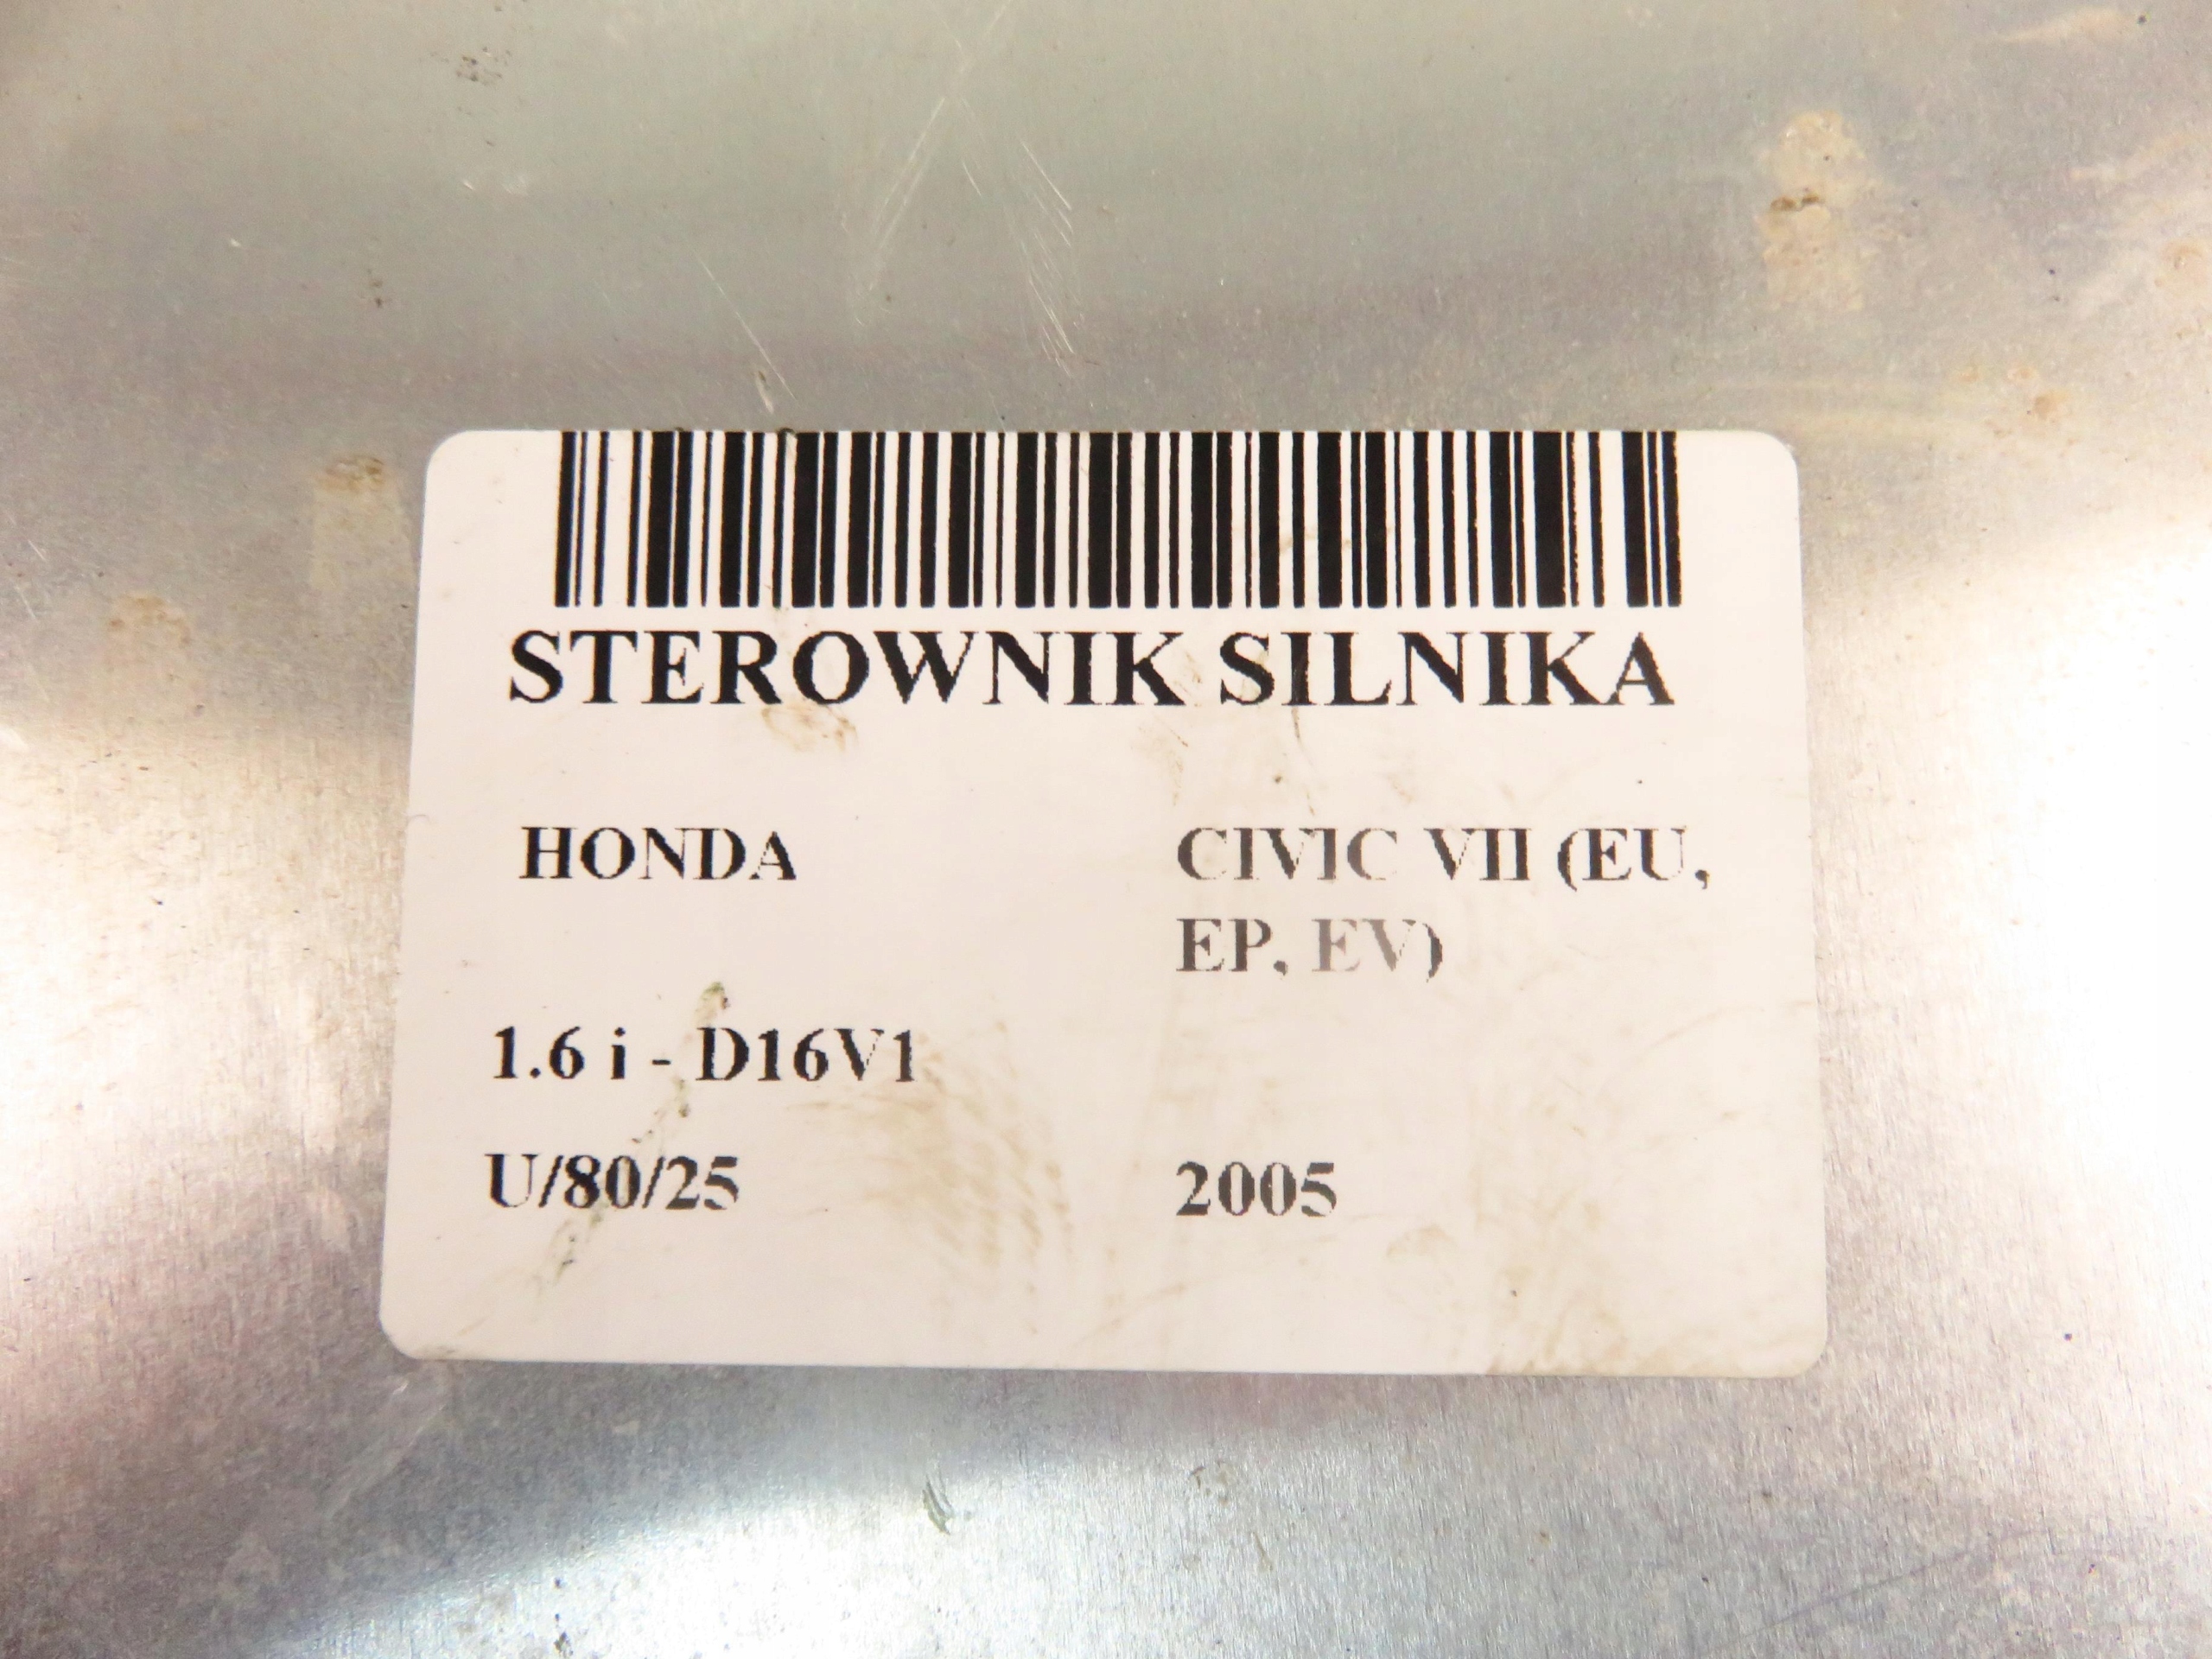 STEROWNIK SILNIKA
HONDA
CIVIC VII (EU,
EP, EV)
1.6 i - D16V1
U/80/25
2005